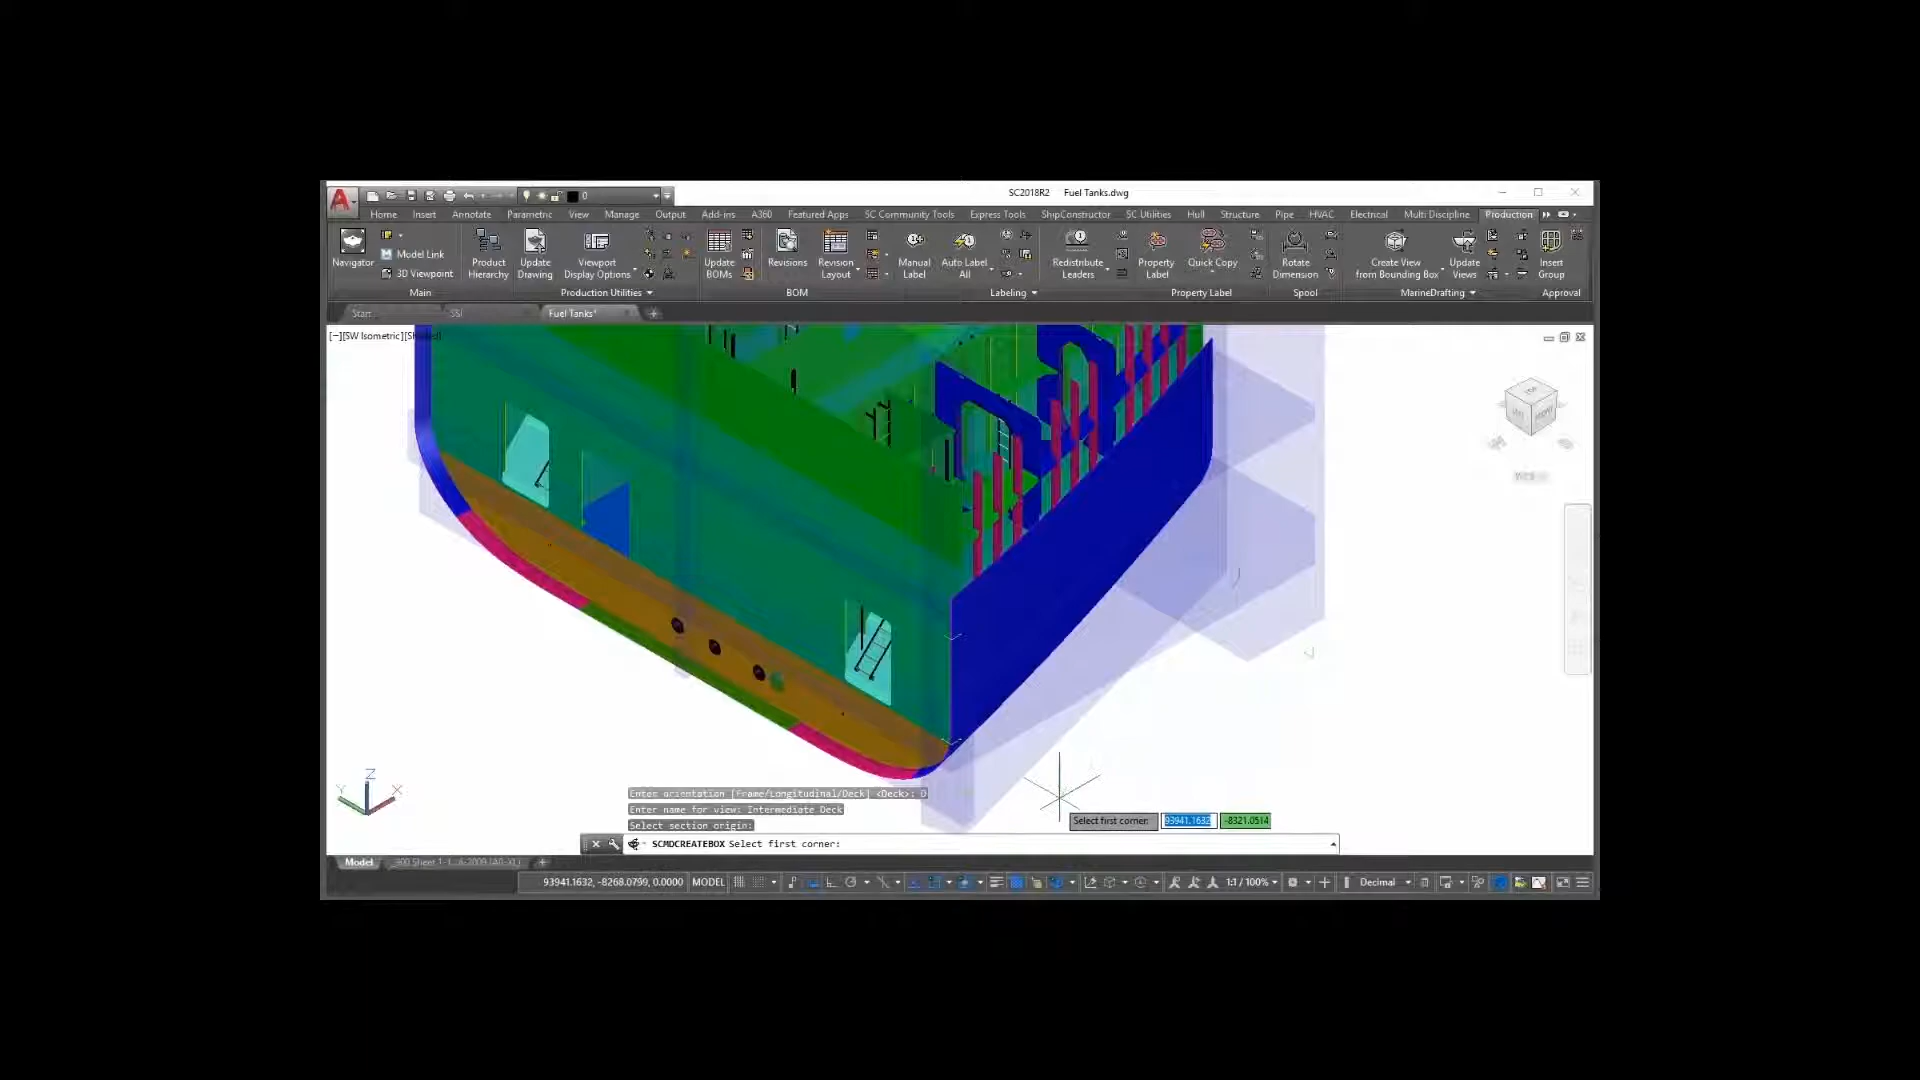 0
SC2018R2 Fuel Tanks.dwg
Home Insert Annotate Parametric View Manage Output Add-ins A360 Featured Apps SC Community Tools Express Tools ShipConstructor SC Utilities Hull Structure Pipe HVAC Electrical Multi Discipline Production
Navigator
Model Link
3D Viewpoint
Product
Hierarchy
Update
Drawing
Viewport
Display Options
Update
BOMs
Revisions
Revision
Layout
Manual
Label
Auto Label
All
Redistribute
Leaders
Property
Label
Quick Copy
Rotate
Dimension
Create View
from Bounding Box
Update
Views
Insert
Group
Main Production Utilities BOM Labeling Property Label Spool MarineDrafting Approval
Start SSI Fuel Tanks*
[−][SW Isometric][Shaded]
TOP
WCS
Z
Y
X
Enter orientation [Frame/Longitudinal/Deck] <Deck>: D
Enter name for view: Intermediate Deck
Select section origin:
Select first corner: 93941.1632 -8321.0514
SCMDCREATEBOX Select first corner:
Model
93941.1632, -8268.0799, 0.0000 MODEL 1:1 / 100% Decimal